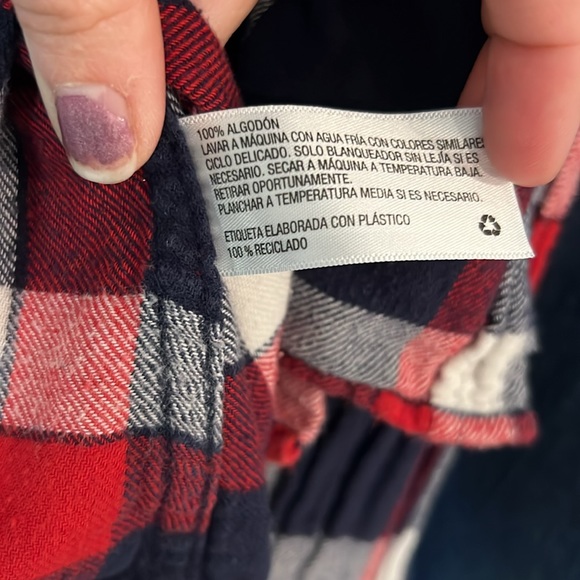 100% ALGODÓN
LAVAR A MÁQUINA CON AGUA FRÍA CON COLORES SIMILARES
CICLO DELICADO. SOLO BLANQUEADOR SIN LEJÍA SI ES
NECESARIO. SECAR A MÁQUINA A TEMPERATURA BAJA.
RETIRAR OPORTUNAMENTE.
PLANCHAR A TEMPERATURA MEDIA SI ES NECESARIO.
ETIQUETA ELABORADA CON PLÁSTICO
100% RECICLADO